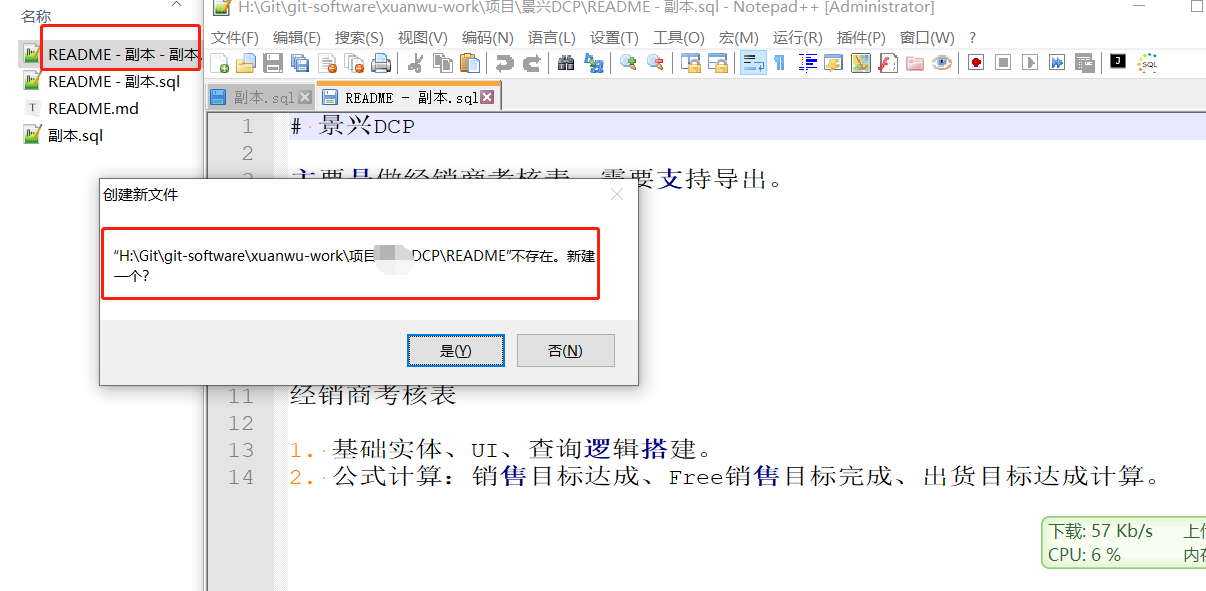 名称
README - 副本 - 副本.
README - 副本.sql
README.md
副本.sql
H:\Git\git-software\xuanwu-work\项目\景兴DCP\README - 副本.sql - Notepad++ [Administrator]
文件(F) 编辑(E) 搜索(S) 视图(V) 编码(N) 语言(L) 设置(T) 工具(O) 宏(M) 运行(R) 插件(P) 窗口(W) ?
副本.sql README - 副本.sql
1 # 景兴DCP
2
主要是做经销商考核表，需要支持导出。
创建新文件
“H:\Git\git-software\xuanwu-work\项目 DCP\README”不存在。新建
一个?
是(Y) 否(N)
11 经销商考核表
12
13 1. 基础实体、UI、查询逻辑搭建。
14 2. 公式计算：销售目标达成、Free销售目标完成、出货目标达成计算。
下载: 57 Kb/s 上传
CPU: 6 % 内存